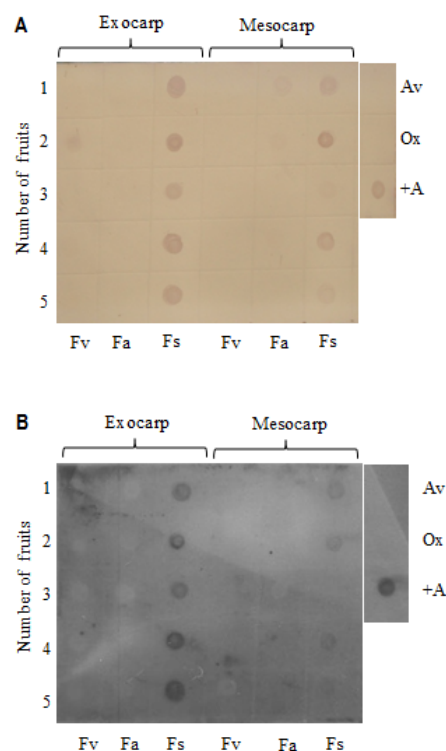 A
Exocarp Mesocarp
Number of fruits
1 Av
2 Ox
3 +A
4
5
Fv Fa Fs Fv Fa Fs
B
Exocarp Mesocarp
Number of fruits
1 Av
2 Ox
3 +A
4
5
Fv Fa Fs Fv Fa Fs